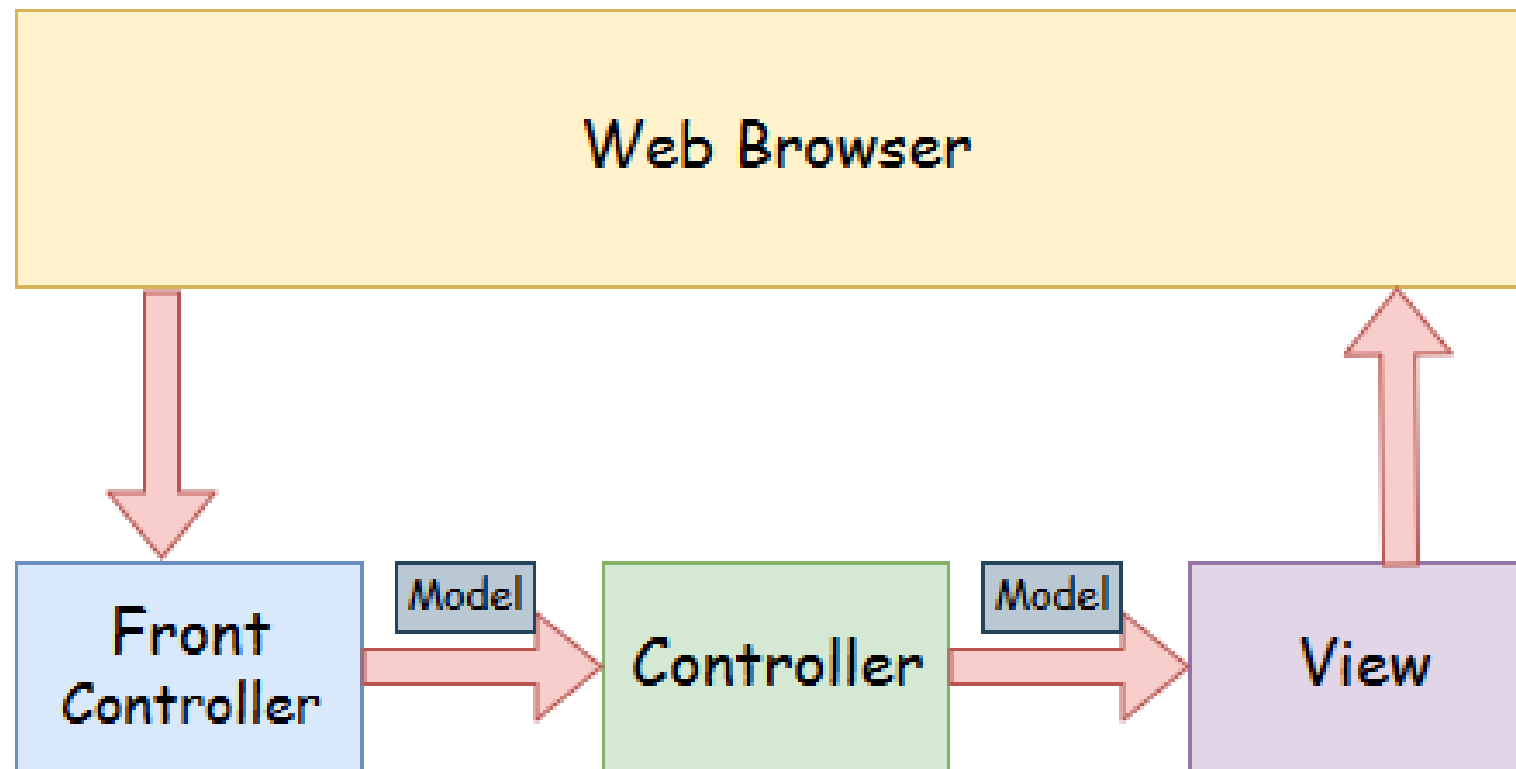 Web Browser
Front
Controller
Model
Controller
Model
View